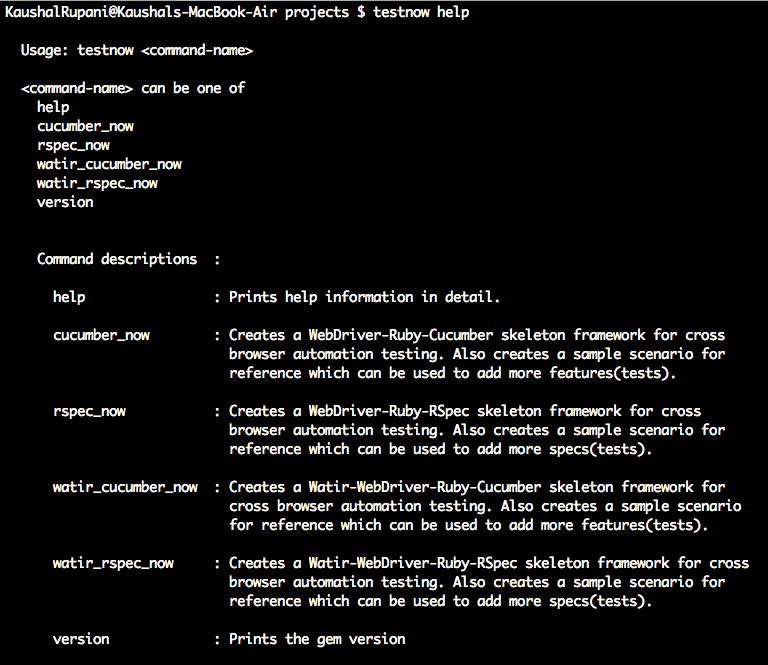 KaushalRupani@Kaushals-MacBook-Air projects $ testnow help
Usage: testnow <command-name>
<command-name> can be one of
help
cucumber_now
rspec_now
watir_cucumber_now
watir_rspec_now
version
Command descriptions :
help : Prints help information in detail.
cucumber_now : Creates a WebDriver-Ruby-Cucumber skeleton framework for cross
browser automation testing. Also creates a sample scenario for
reference which can be used to add more features(tests).
rspec_now : Creates a WebDriver-Ruby-RSpec skeleton framework for cross
browser automation testing. Also creates a sample scenario for
reference which can be used to add more specs(tests).
watir_cucumber_now : Creates a Watir-WebDriver-Ruby-Cucumber skeleton framework for
cross browser automation testing. Also creates a sample scenario
for reference which can be used to add more features(tests).
watir_rspec_now : Creates a Watir-WebDriver-Ruby-RSpec skeleton framework for cross
browser automation testing. Also creates a sample scenario for
reference which can be used to add more specs(tests).
version : Prints the gem version